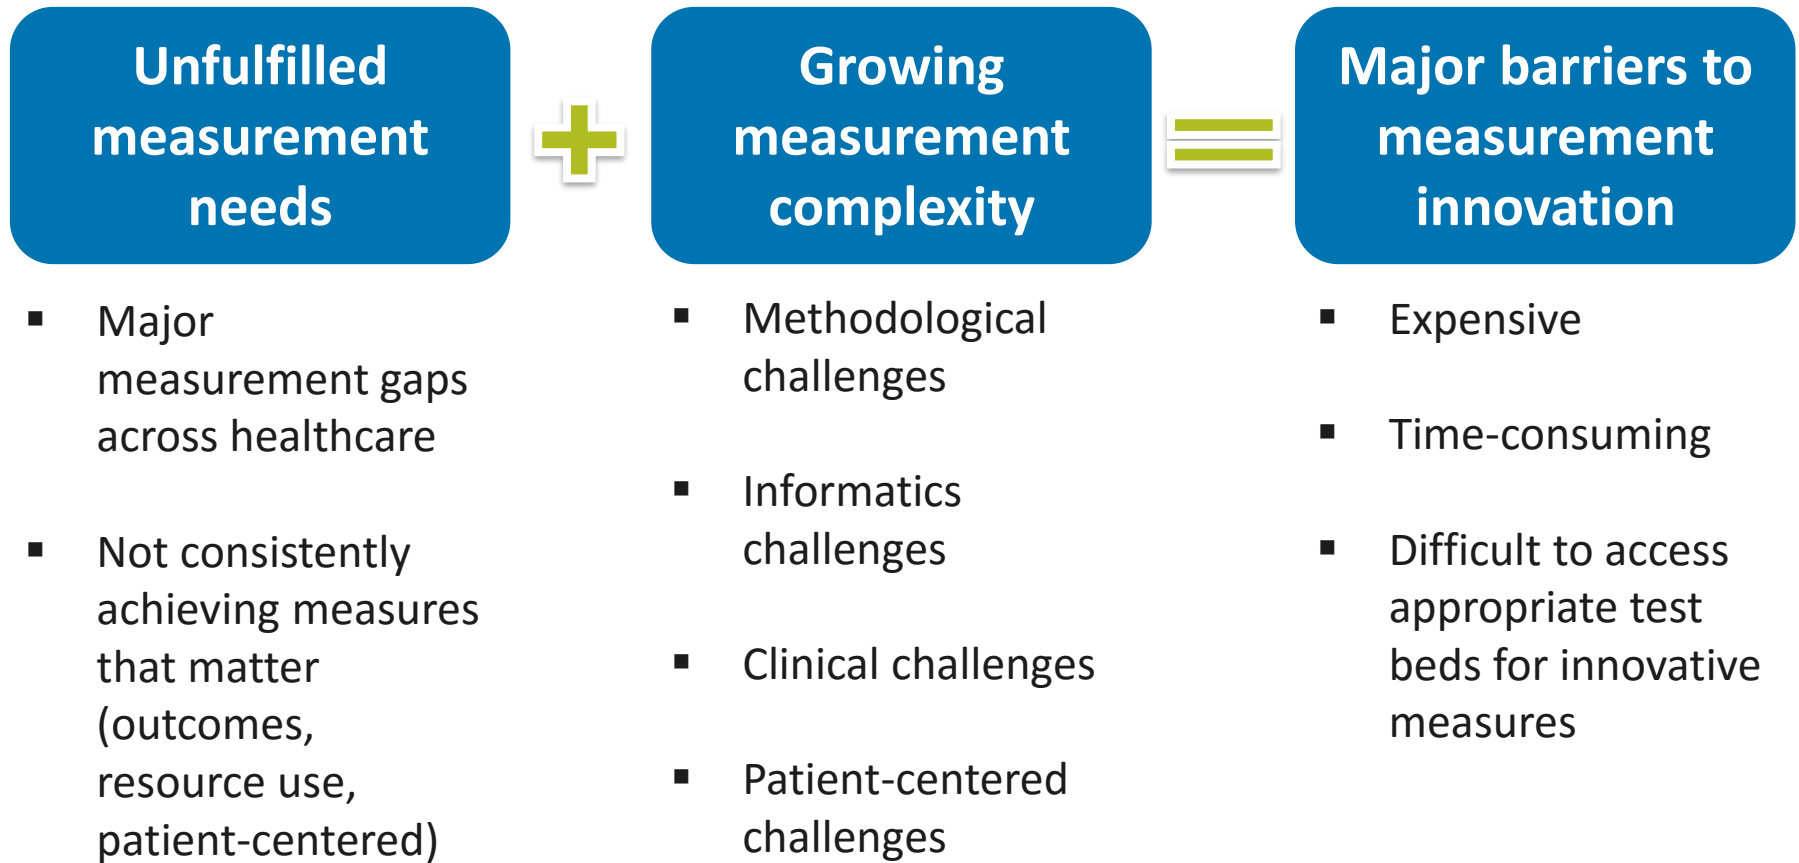 Unfulfilled
measurement
needs
Growing
measurement
complexity
Major barriers to
measurement
innovation
▪ Major
measurement gaps
across healthcare
▪ Not consistently
achieving measures
that matter
(outcomes,
resource use,
patient-centered)
▪ Methodological
challenges
▪ Informatics
challenges
▪ Clinical challenges
▪ Patient-centered
challenges
▪ Expensive
▪ Time-consuming
▪ Difficult to access
appropriate test
beds for innovative
measures